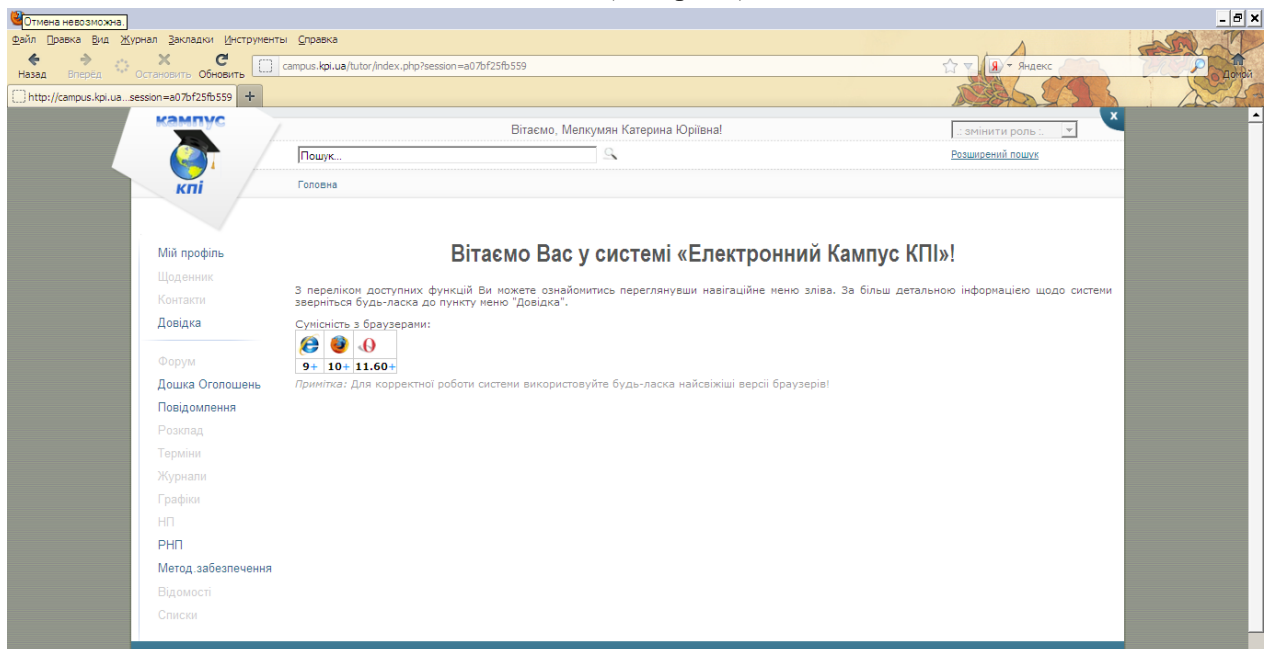 Отмена невозможна.
Файл Правка Вид Журнал Закладки Инструменты Справка
Назад Вперёд Остановить Обновить campus.kpi.ua/tutor/index.php?session=a07bf25fb559 Я Яндекс Домой
http://campus.kpi.ua...session=a07bf25fb559 +
кампус
кпі
Вітаємо, Мелкумян Катерина Юріївна!
.: змінити роль :.
x
Пошук...
Розширений пошук
Головна
Мій профіль
Щоденник
Контакти
Довідка
Форум
Дошка Оголошень
Повідомлення
Розклад
Терміни
Журнали
Графіки
НП
РНП
Метод.забезпечення
Відомості
Списки
Вітаємо Вас у системі «Електронний Кампус КПІ»!
З переліком доступних функцій Ви можете ознайомитись переглянувши навігаційне меню зліва. За більш детальною інформацією щодо системи
зверніться будь-ласка до пункту меню "Довідка".
Сумісність з браузерами:
9+ 10+ 11.60+
Примітка: Для корректної роботи системи використовуйте будь-ласка найсвіжіші версії браузерів!